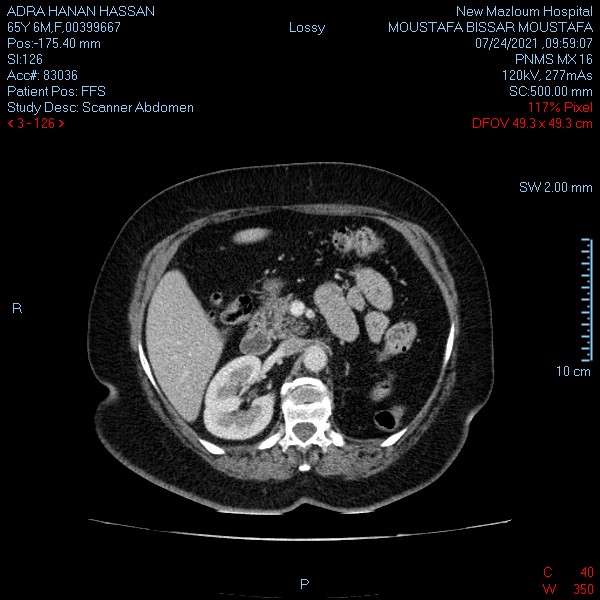 ADRA HANAN HASSAN
65Y 6M,F,00399667
Pos:-175.40 mm
SI:126
Acc#: 83036
Patient Pos: FFS
Study Desc: Scanner Abdomen
< 3 - 126 >
Lossy
New Mazloum Hospital
MOUSTAFA BISSAR MOUSTAFA
07/24/2021 ,09:59:07
PNMS MX 16
120kV, 277mAs
SC:500.00 mm
117% Pixel
DFOV 49.3 x 49.3 cm
SW 2.00 mm
R
10 cm
P
C 40
W 350